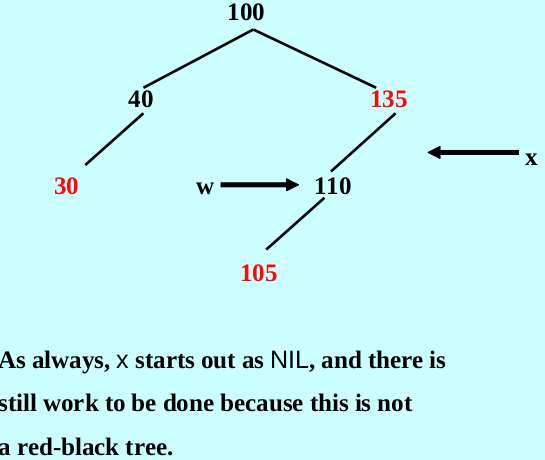 100
40
135
x
30
w
110
105
As always, x starts out as NIL, and there is
still work to be done because this is not
a red-black tree.